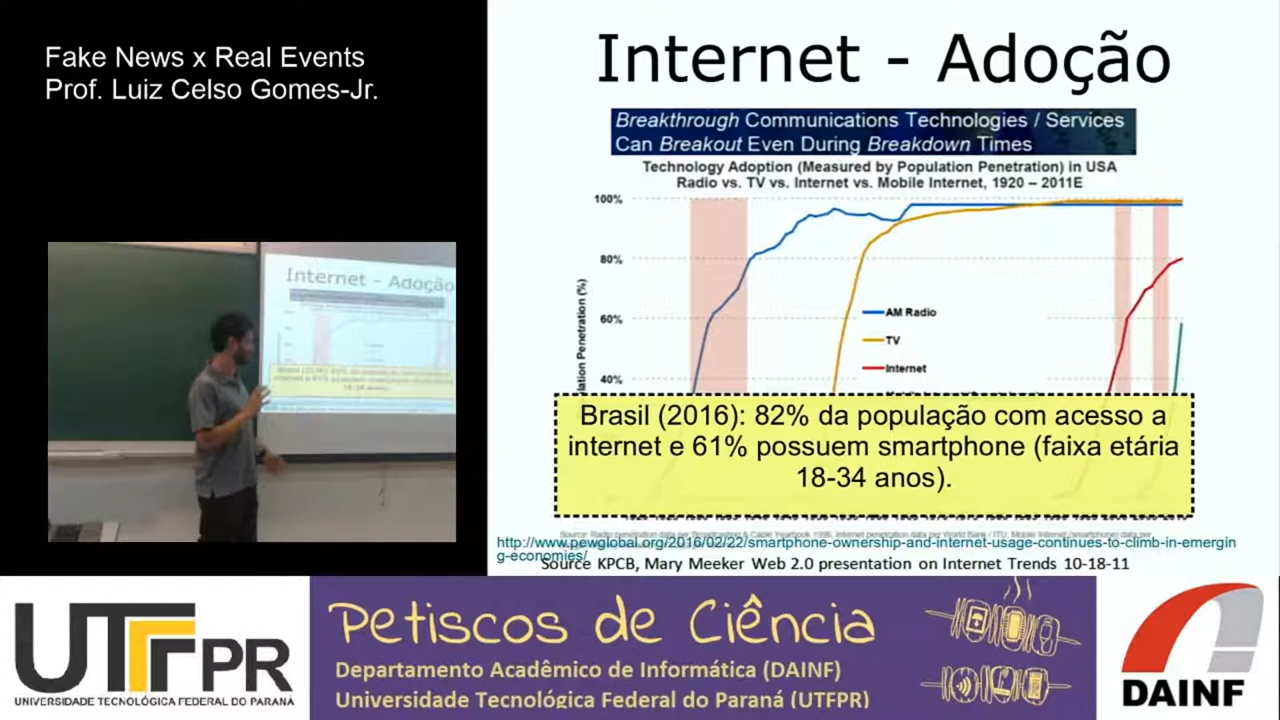 Fake News x Real Events
Prof. Luiz Celso Gomes-Jr.
Internet - Adoção
Breakthrough Communications Technologies / Services
Can Breakout Even During Breakdown Times
Technology Adoption (Measured by Population Penetration) in USA
Radio vs. TV vs. Internet vs. Mobile Internet, 1920 – 2011E
100%
80%
60%
40%
Penetration (%)
AM Radio
TV
Internet
Brasil (2016): 82% da população com acesso a
internet e 61% possuem smartphone (faixa etária
18-34 anos).
http://www.pewglobal.org/2016/02/22/smartphone-ownership-and-internet-usage-continues-to-climb-in-emergin
g-economies/
Source KPCB, Mary Meeker Web 2.0 presentation on Internet Trends 10-18-11
Internet - Adoção
UTFPR
UNIVERSIDADE TECNOLÓGICA FEDERAL DO PARANÁ
Petiscos de Ciência
Departamento Acadêmico de Informática (DAINF)
Universidade Tecnológica Federal do Paraná (UTFPR)
DAINF